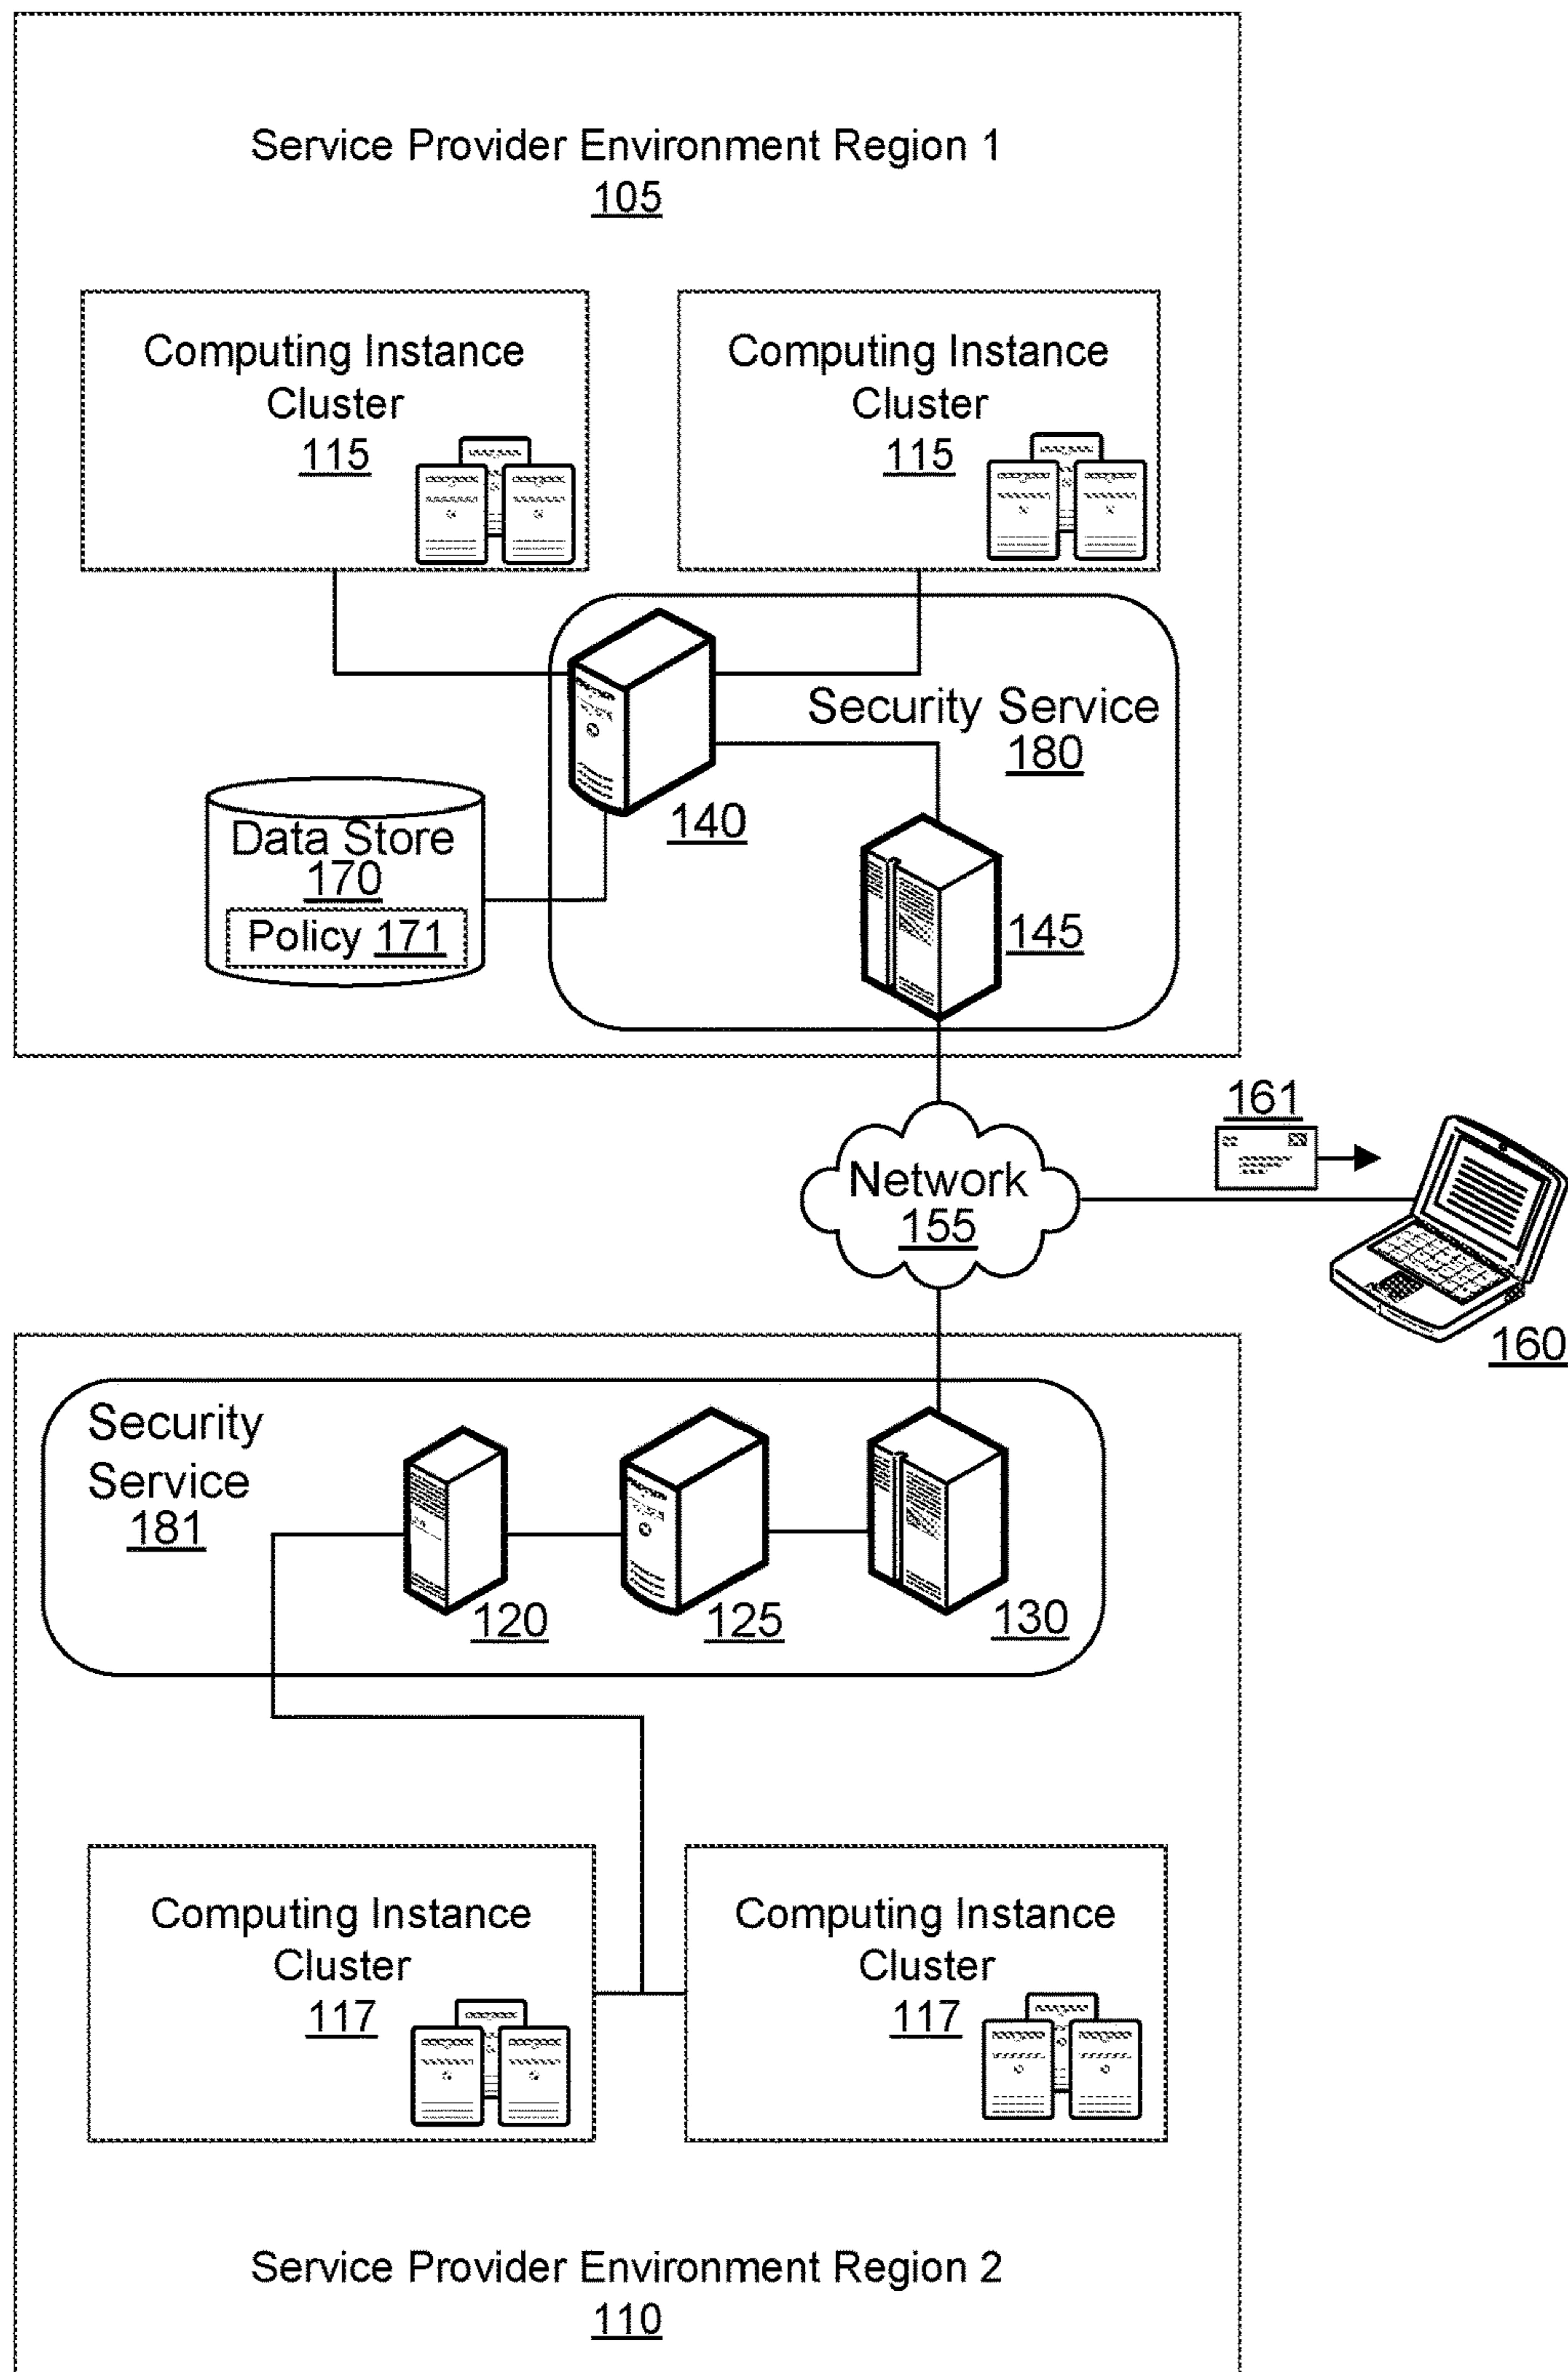 Service Provider Environment Region 1
105
Computing Instance
Cluster
115
Computing Instance
Cluster
115
Security Service
180
140
Data Store
170
Policy 171
145
161
Network
155
160
Security
Service
181
120
125
130
Computing Instance
Cluster
117
Computing Instance
Cluster
117
Service Provider Environment Region 2
110